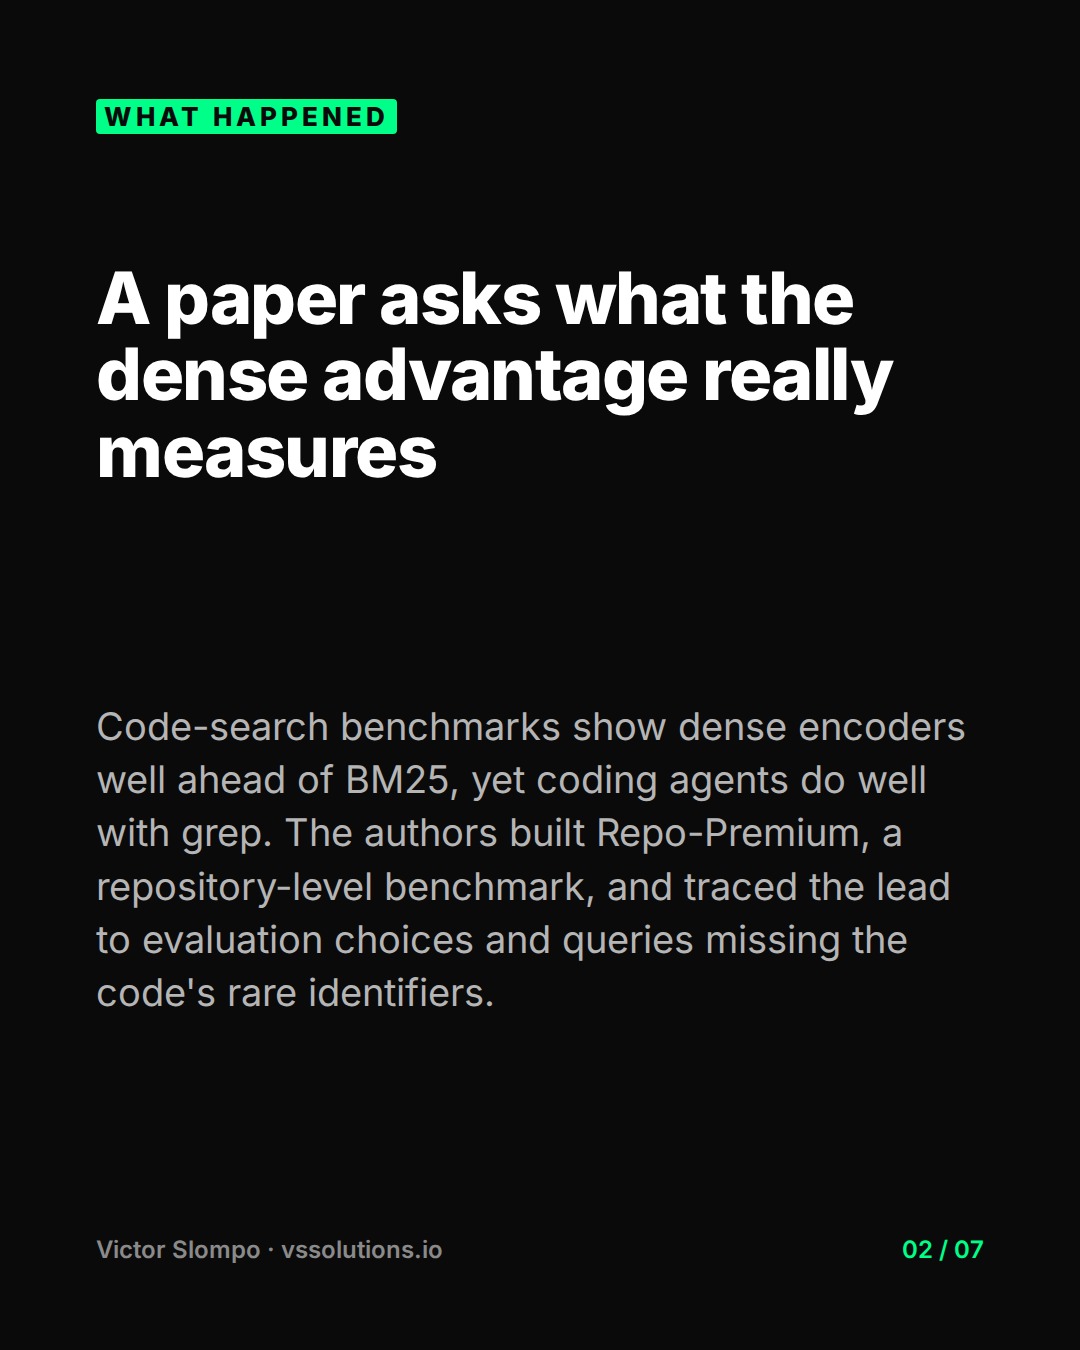 WHAT HAPPENED
A paper asks what the
dense advantage really
measures
Code-search benchmarks show dense encoders
well ahead of BM25, yet coding agents do well
with grep. The authors built Repo-Premium, a
repository-level benchmark, and traced the lead
to evaluation choices and queries missing the
code's rare identifiers.
Victor Slompo · vssolutions.io
02 / 07